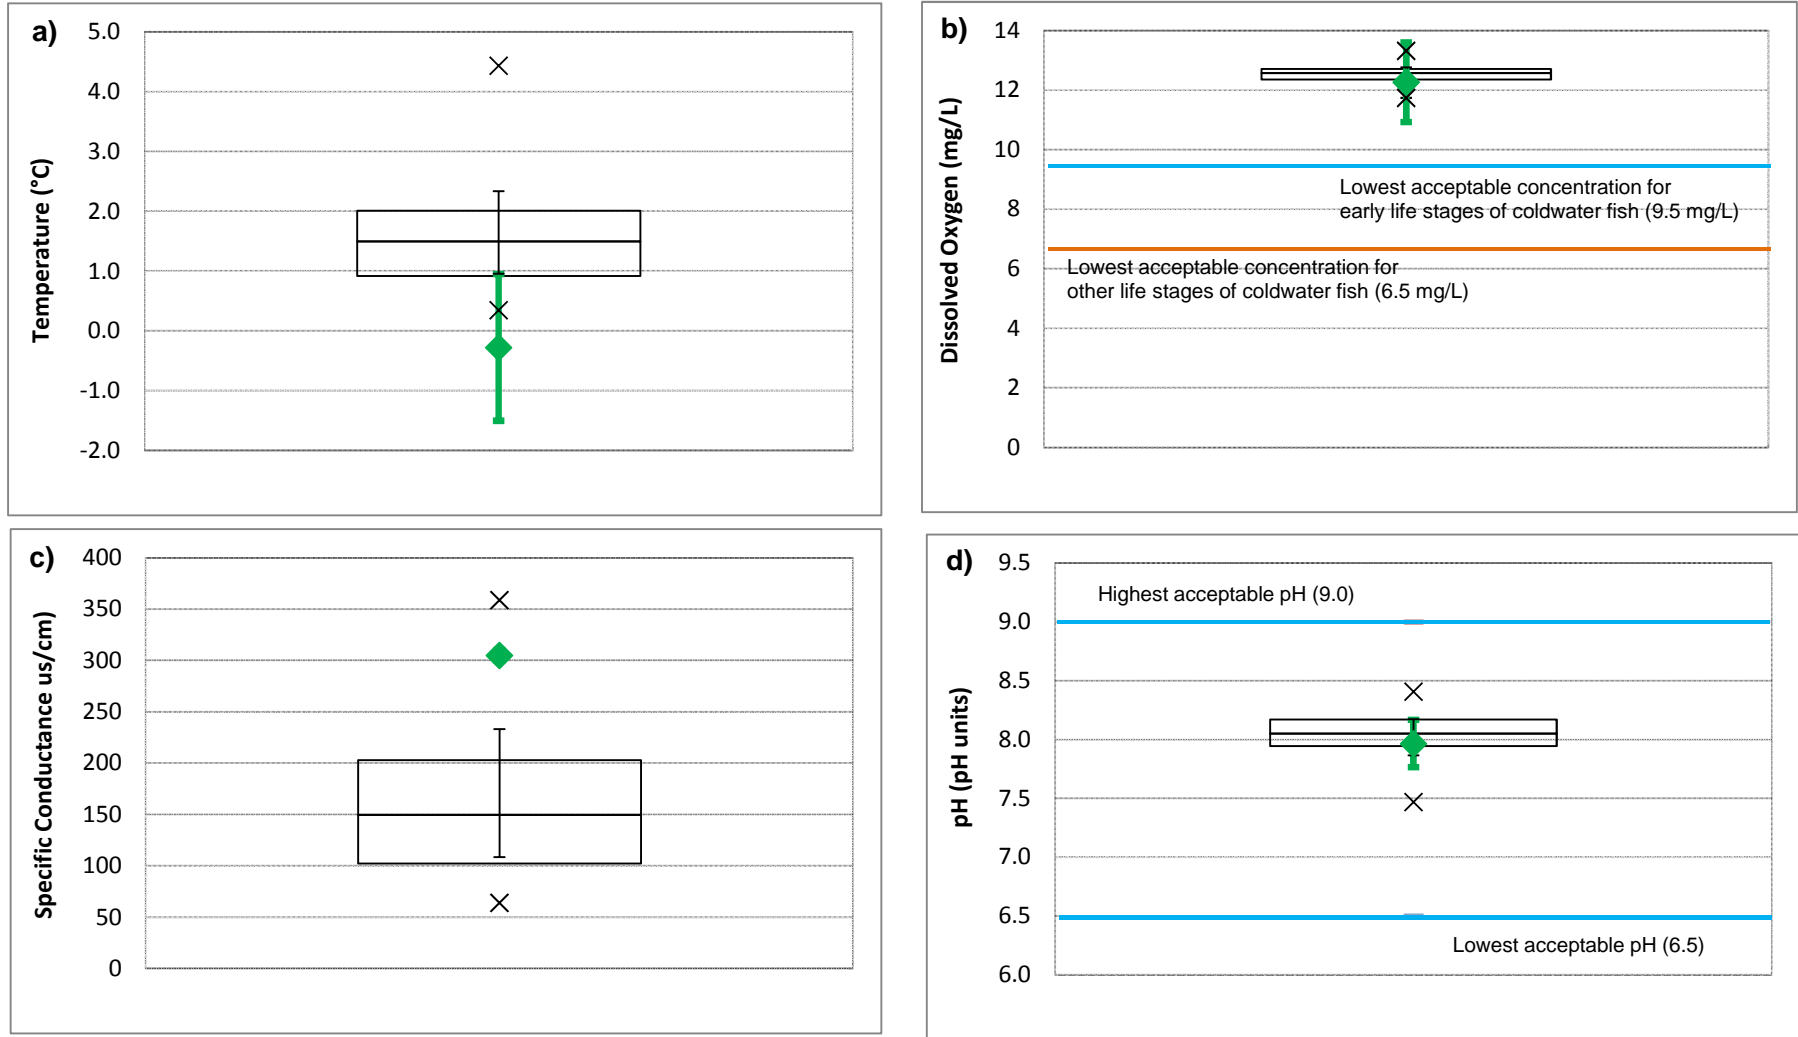 a)
5.0
4.0
3.0
2.0
1.0
0.0
-1.0
-2.0
Temperature (°C)
b)
14
12
10
8
6
4
2
0
Dissolved Oxygen (mg/L)
Lowest acceptable concentration for
early life stages of coldwater fish (9.5 mg/L)
Lowest acceptable concentration for
other life stages of coldwater fish (6.5 mg/L)
c)
400
350
300
250
200
150
100
50
0
Specific Conductance us/cm)
d)
9.5
9.0
8.5
8.0
7.5
7.0
6.5
6.0
pH (pH units)
Highest acceptable pH (9.0)
Lowest acceptable pH (6.5)